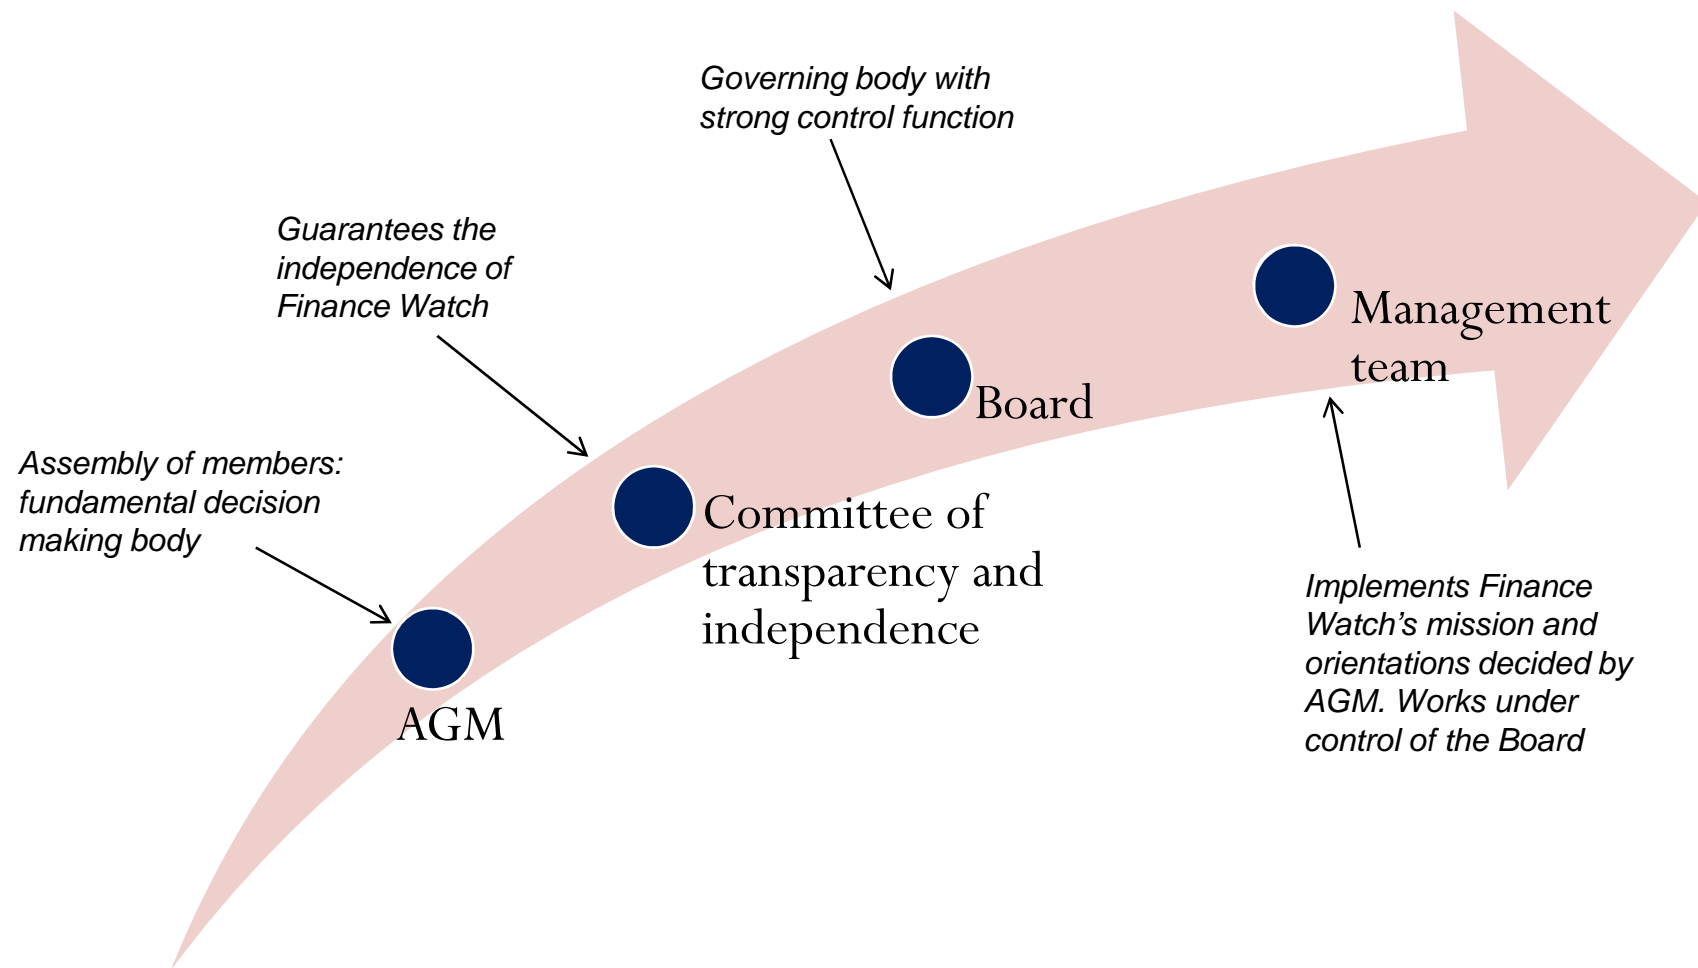 Governing body with
strong control function
Guarantees the
independence of
Finance Watch
Management
team
Board
Assembly of members:
fundamental decision
making body
Committee of
transparency and
independence
Implements Finance
Watch’s mission and
orientations decided by
AGM. Works under
control of the Board
AGM